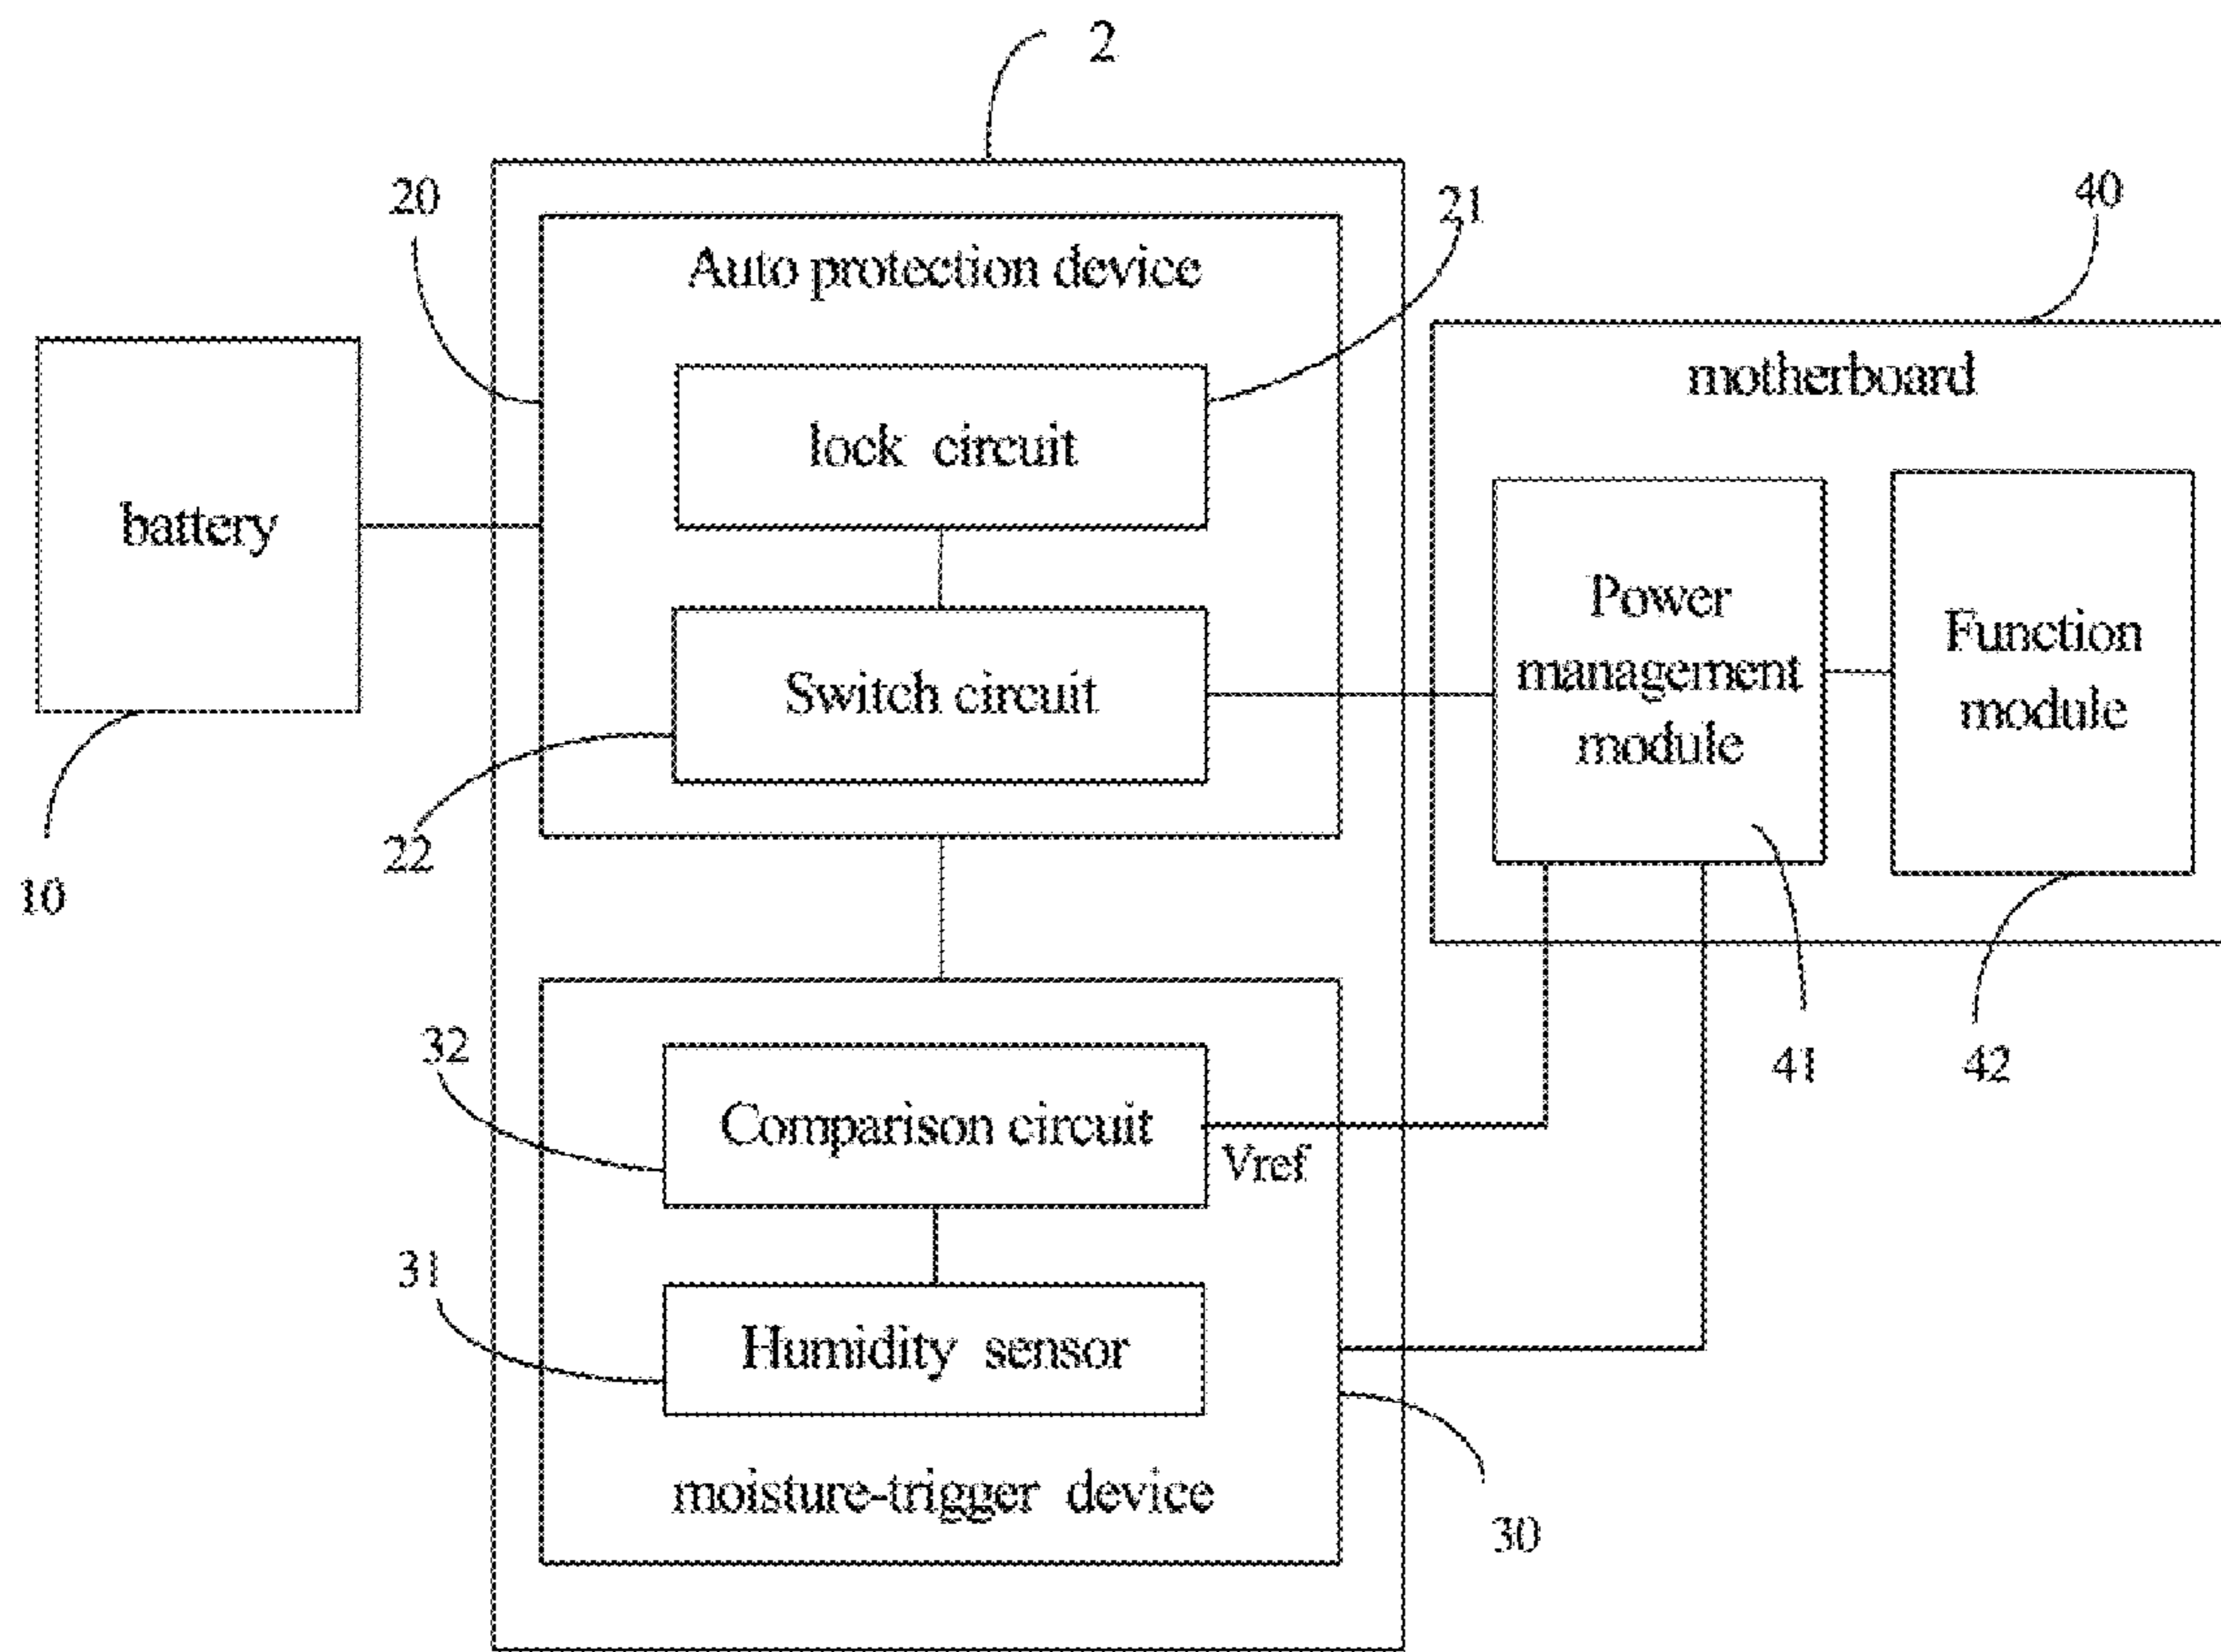 2
20
21
40
Auto protection device
motherboard
lock circuit
battery
Power
management
module
Function
module
Switch circuit
22
10
32
41
42
Comparison circuit
Vref
31
Humidity sensor
moisture-trigger device
30